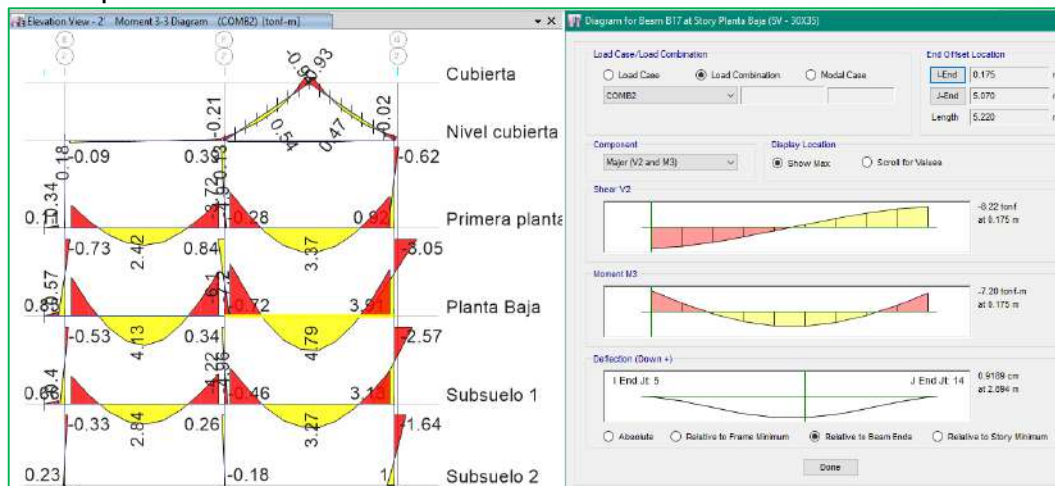 Elevation View - 2' Moment 3-3 Diagram (COMB2) [tonf-m]
Cubierta
Nivel cubierta
Primera planta
Planta Baja
Subsuelo 1
Subsuelo 2
-0.93
-0.21
-0.02
0.54
0.47
0.18
-0.09
0.39
-0.62
-0.34
-0.28
0.92
2.42
3.37
-0.73
0.84
-3.05
-0.72
4.13
4.79
-0.53
0.34
-2.57
-4.22
-4.96
-0.46
2.84
3.27
-0.33
0.26
-1.64
0.23
-0.18
Diagram for Beam B17 at Story Planta Baja (SV - 30X35)
Load Case/Load Combination
Load Case
Load Combination
Modal Case
COMB2
End Offset Location
I-End 0.175
J-End 5.070
Length 5.220
Component
Major (V2 and M3)
Display Location
Show Max
Scroll for Values
Shear V2
-8.22 tonf
at 0.175 m
Moment M3
-7.20 tonf-m
at 0.175 m
Deflection (Down +)
I End Jt: 5
J End Jt: 14
0.9189 cm
at 2.894 m
Absolute
Relative to Frame Minimum
Relative to Beam Ends
Relative to Story Minimum
Done